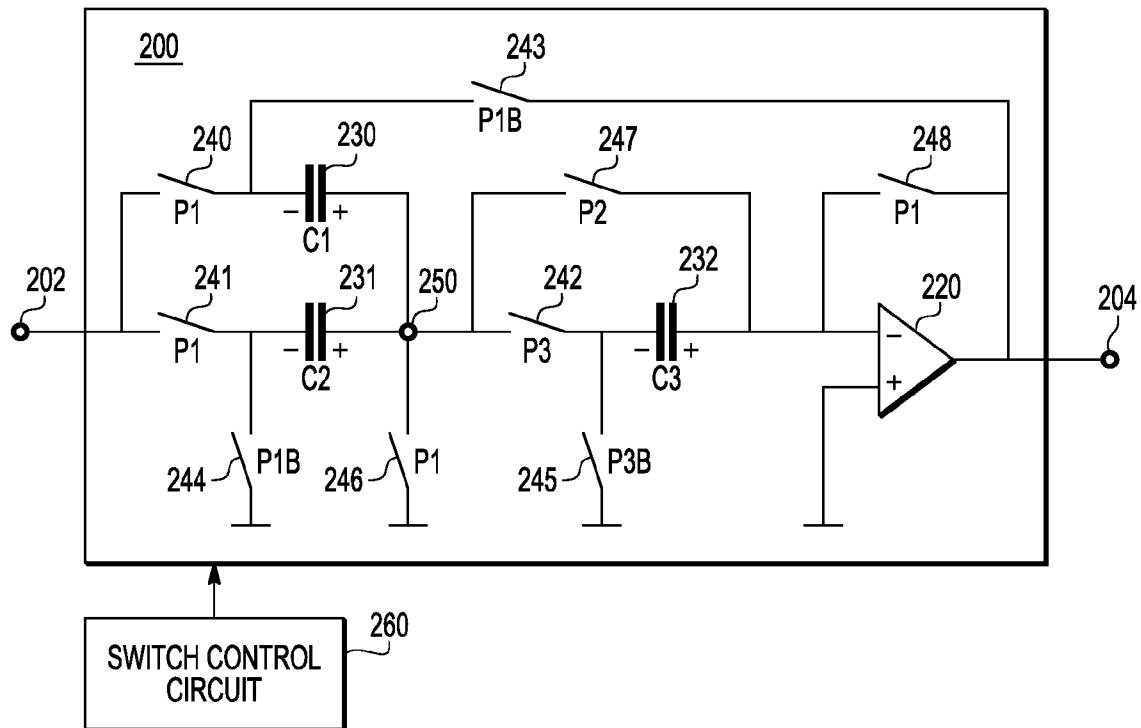 200
243
P1B
240
230
247
248
P1
C1
P2
P1
202
241
231
250
242
232
220
204
P1
C2
P3
C3
244
P1B
246
P1
245
P3B
SWITCH CONTROL
CIRCUIT
260